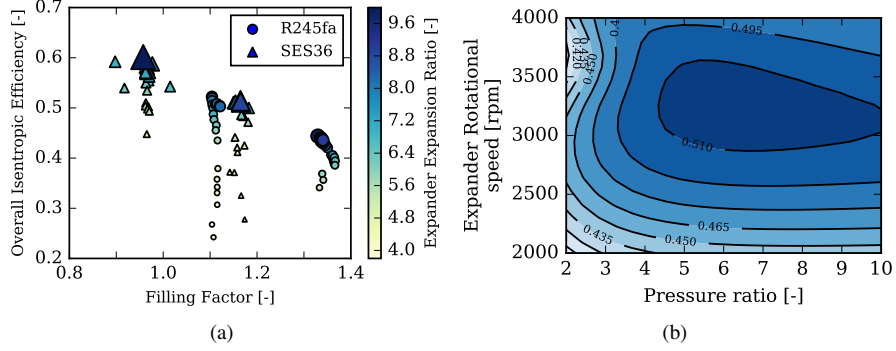 0.7
0.6
0.5
0.4
0.3
0.2
0.8
1.0
1.2
1.4
Overall Isentropic Efficiency [-]
Filling Factor [-]
R245fa
SES36
9.6
8.8
8.0
7.2
6.4
5.6
4.8
4.0
Expander Expansion Ratio [-]
(a)
4000
3500
3000
2500
2000
2 3 4 5 6 7 8 9 10
Expander Rotational
speed [rpm]
Pressure ratio [-]
0.495
0.450
0.435
0.420
0.510
0.465
0.450
0.435
(b)